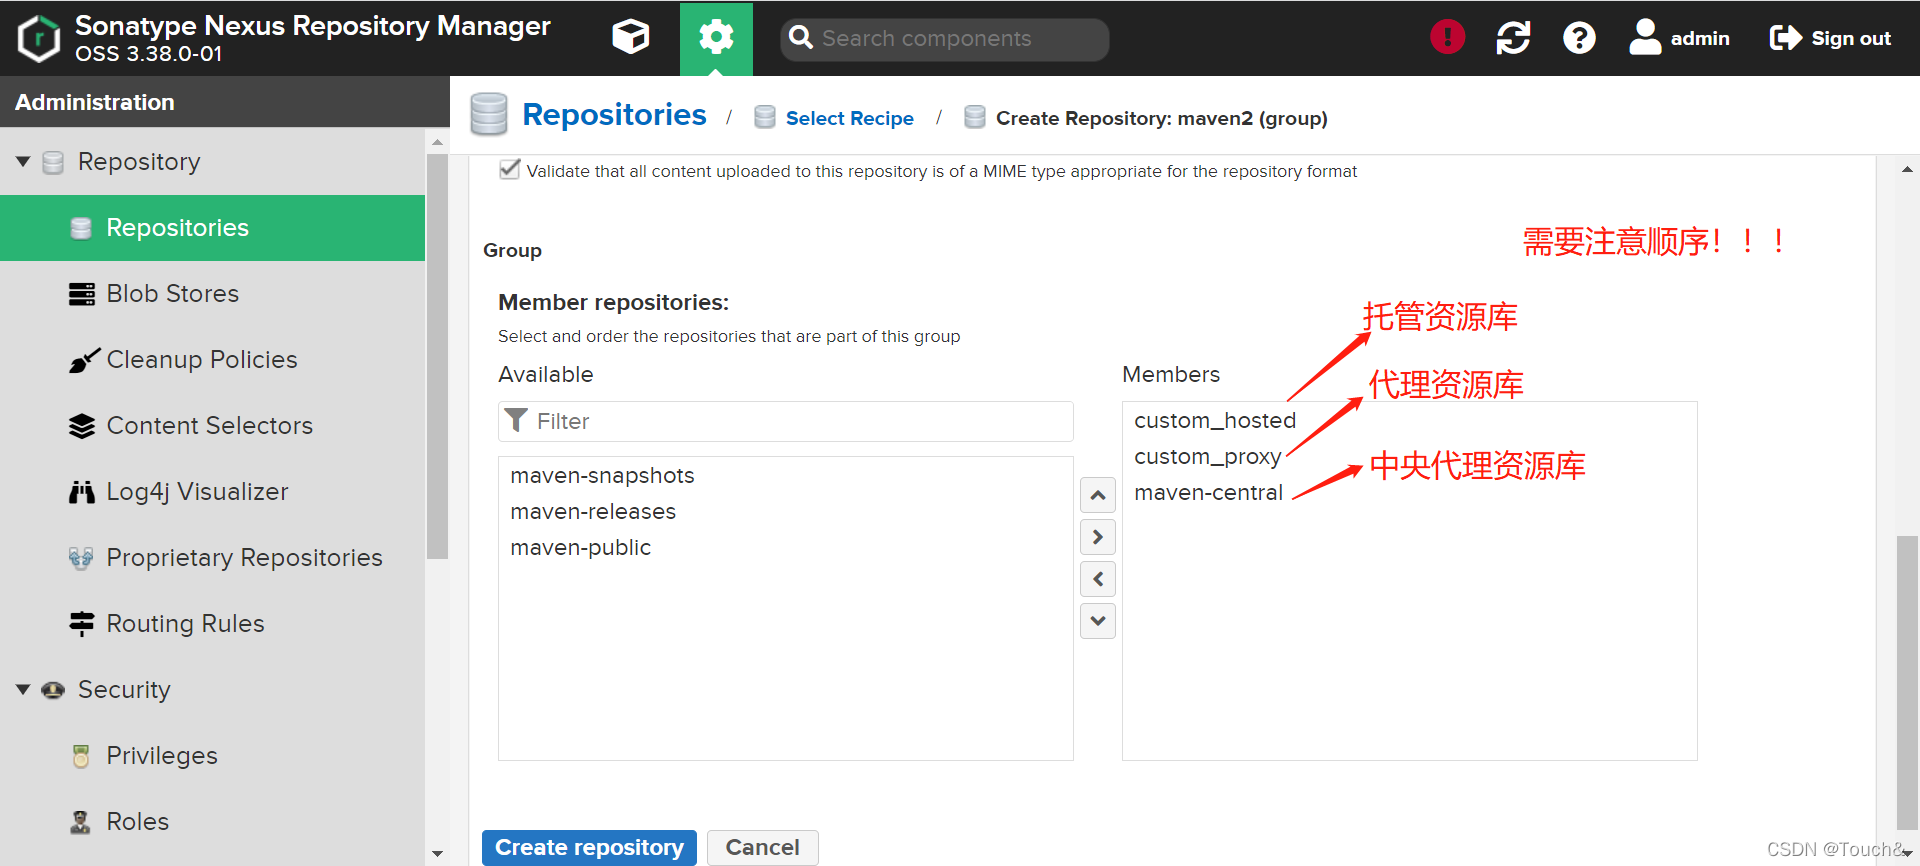 Sonatype Nexus Repository Manager
OSS 3.38.0-01
Search components
admin
Sign out
Administration
Repository
Repositories
Blob Stores
Cleanup Policies
Content Selectors
Log4j Visualizer
Proprietary Repositories
Routing Rules
Security
Privileges
Roles
Repositories / Select Recipe / Create Repository: maven2 (group)
Validate that all content uploaded to this repository is of a MIME type appropriate for the repository format
需要注意顺序！！！
Group
Member repositories:
Select and order the repositories that are part of this group
Available
Filter
maven-snapshots
maven-releases
maven-public
Members
custom_hosted
custom_proxy
maven-central
托管资源库
代理资源库
中央代理资源库
Create repository
Cancel
CSDN @Touch&